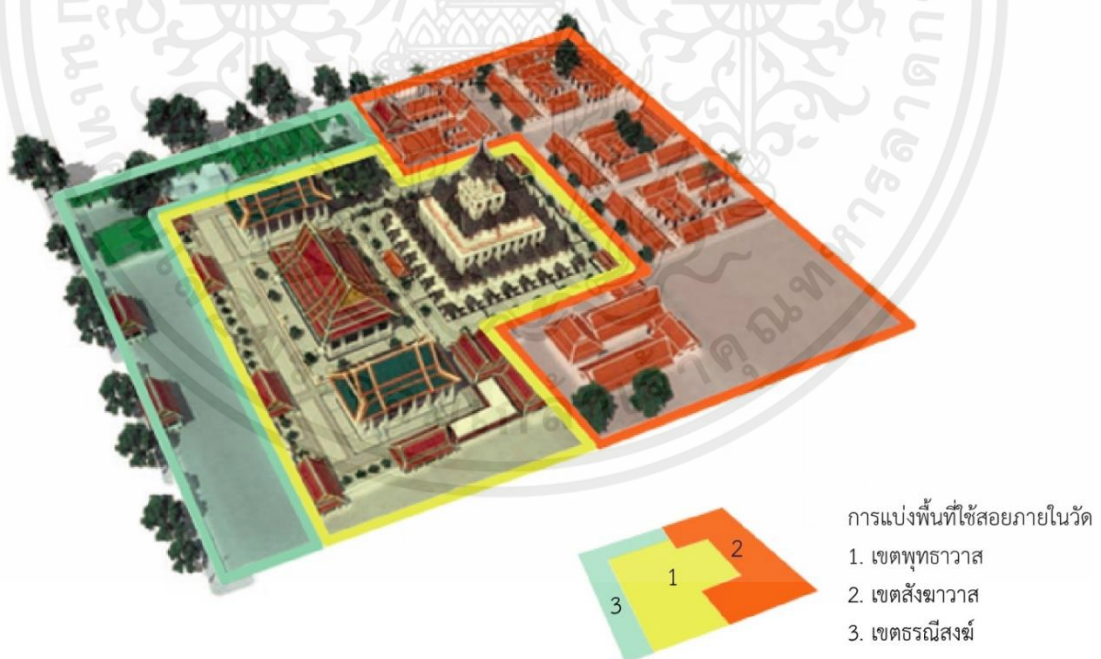 การแบ่งพื้นที่ใช้สอยภายในวัด
1. เขตพุทธาวาส
2. เขตสังฆาวาส
3. เขตธรณีสงฆ์
1
2
3